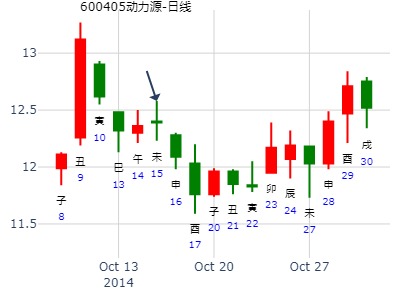 600405动力源-日线
13
12.5
12
11.5
子
8
丑
9
寅
10
巳
13
午
14
未
15
申
16
酉
17
子
20
丑
21
寅
22
卯
23
辰
24
未
27
申
28
酉
29
戌
30
Oct 13
2014
Oct 20
Oct 27